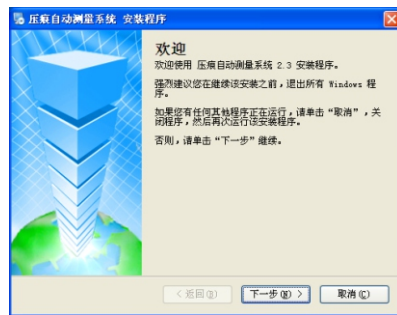 压痕自动测量系统 安装程序
欢迎
欢迎使用 压痕自动测量系统 2.3 安装程序。
强烈建议您在继续该安装之前，退出所有 Windows 程
序。
如果您有任何其他程序正在运行，请单击“取消”，关
闭程序，然后再次运行该安装程序。
否则，请单击“下一步”继续。
< 返回(B)
下一步(N) >
取消(C)